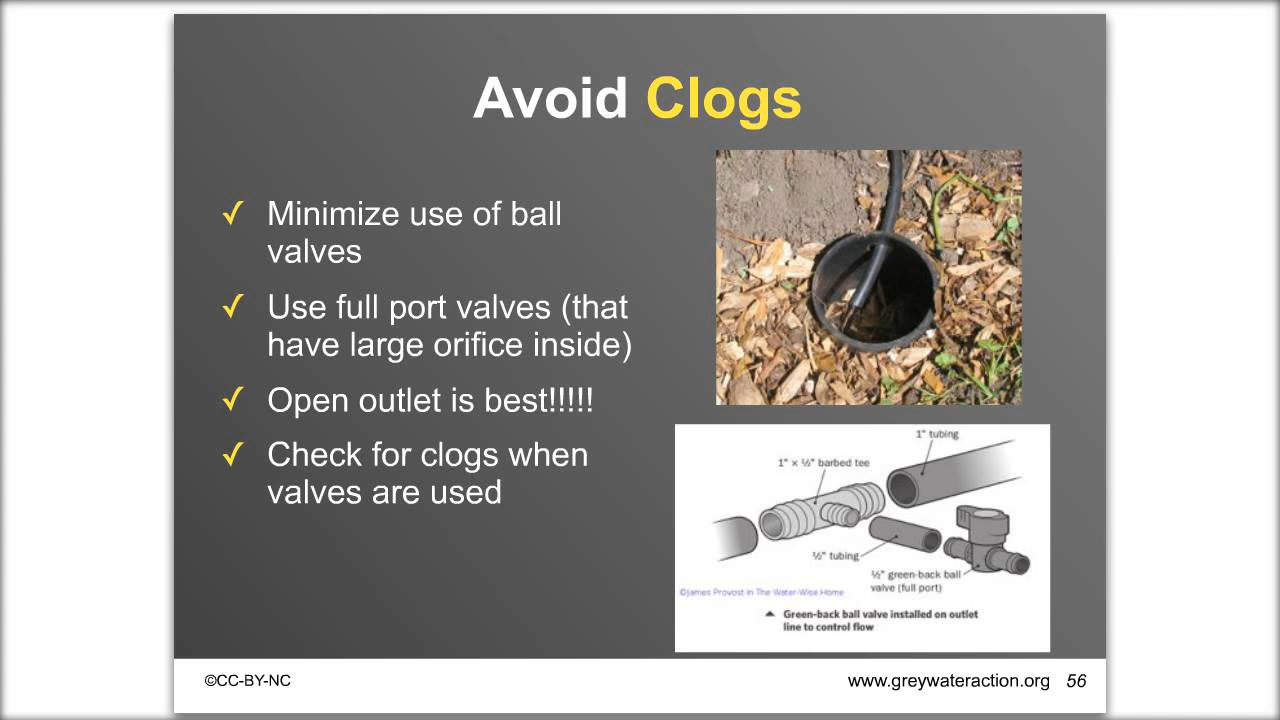 Avoid Clogs
✓ Minimize use of ball
valves
✓ Use full port valves (that
have large orifice inside)
✓ Open outlet is best!!!!!
✓ Check for clogs when
valves are used
1" tubing
1" × ½" barbed tee
½" tubing
½" green-back ball
valve (full port)
©James Provost In The Water-Wise Home
▲ Green-back ball valve installed on outlet
line to control flow
©CC-BY-NC
www.greywateraction.org 56